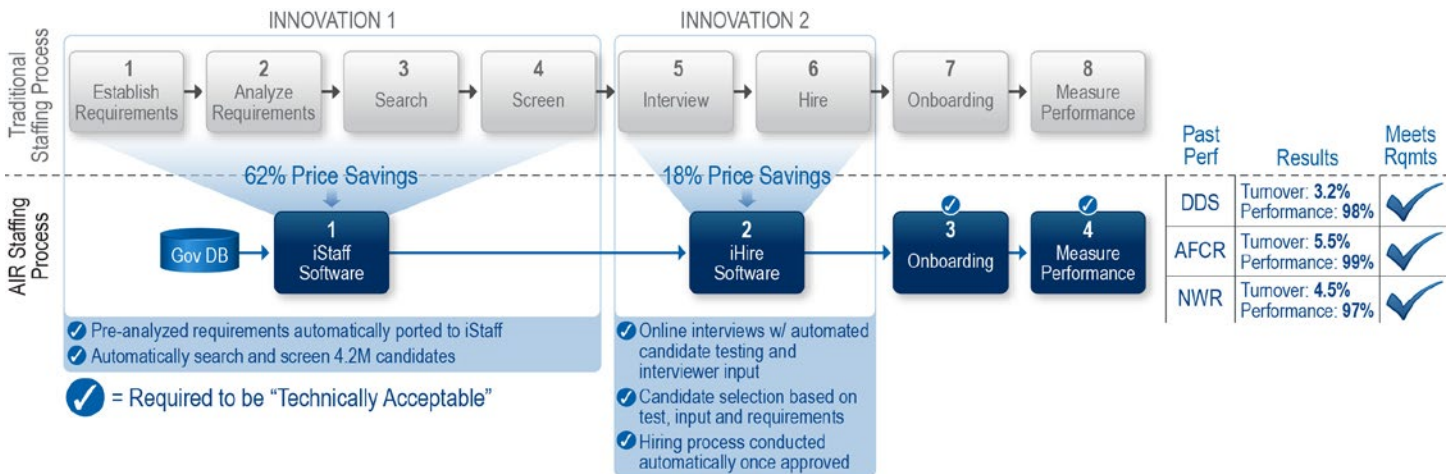 INNOVATION 1
INNOVATION 2
Traditional
Staffing Process
1
Establish
Requirements
2
Analyze
Requirements
3
Search
4
Screen
5
Interview
6
Hire
7
Onboarding
8
Measure
Performance
62% Price Savings
18% Price Savings
AIR Staffing
Process
Gov DB
1
iStaff
Software
2
iHire
Software
3
Onboarding
4
Measure
Performance
Pre-analyzed requirements automatically ported to iStaff
Automatically search and screen 4.2M candidates
= Required to be “Technically Acceptable”
Online interviews w/ automated
candidate testing and
interviewer input
Candidate selection based on
test, input and requirements
Hiring process conducted
automatically once approved
Past
Perf
Results
Meets
Rqmts
DDS
Turnover: 3.2%
Performance: 98%
AFCR
Turnover: 5.5%
Performance: 99%
NWR
Turnover: 4.5%
Performance: 97%